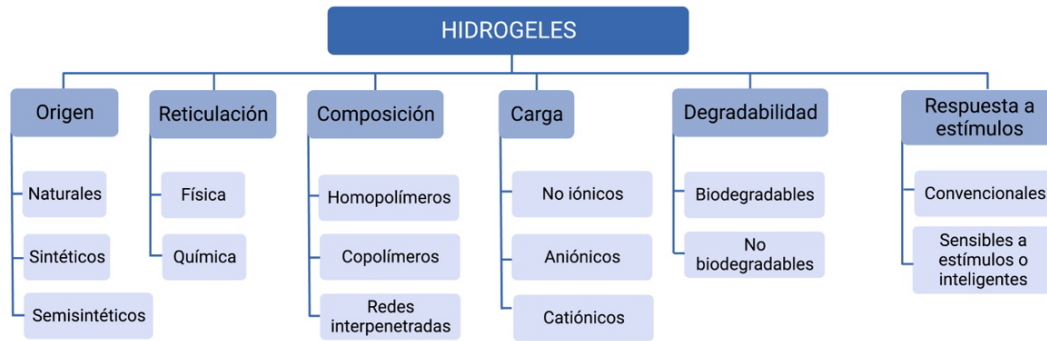 HIDROGELES
Origen
Naturales
Sintéticos
Semisintéticos
Reticulación
Física
Química
Composición
Homopolímeros
Copolímeros
Redes
interpenetradas
Carga
No iónicos
Aniónicos
Catiónicos
Degradabilidad
Biodegradables
No
biodegradables
Respuesta a
estímulos
Convencionales
Sensibles a
estímulos o
inteligentes